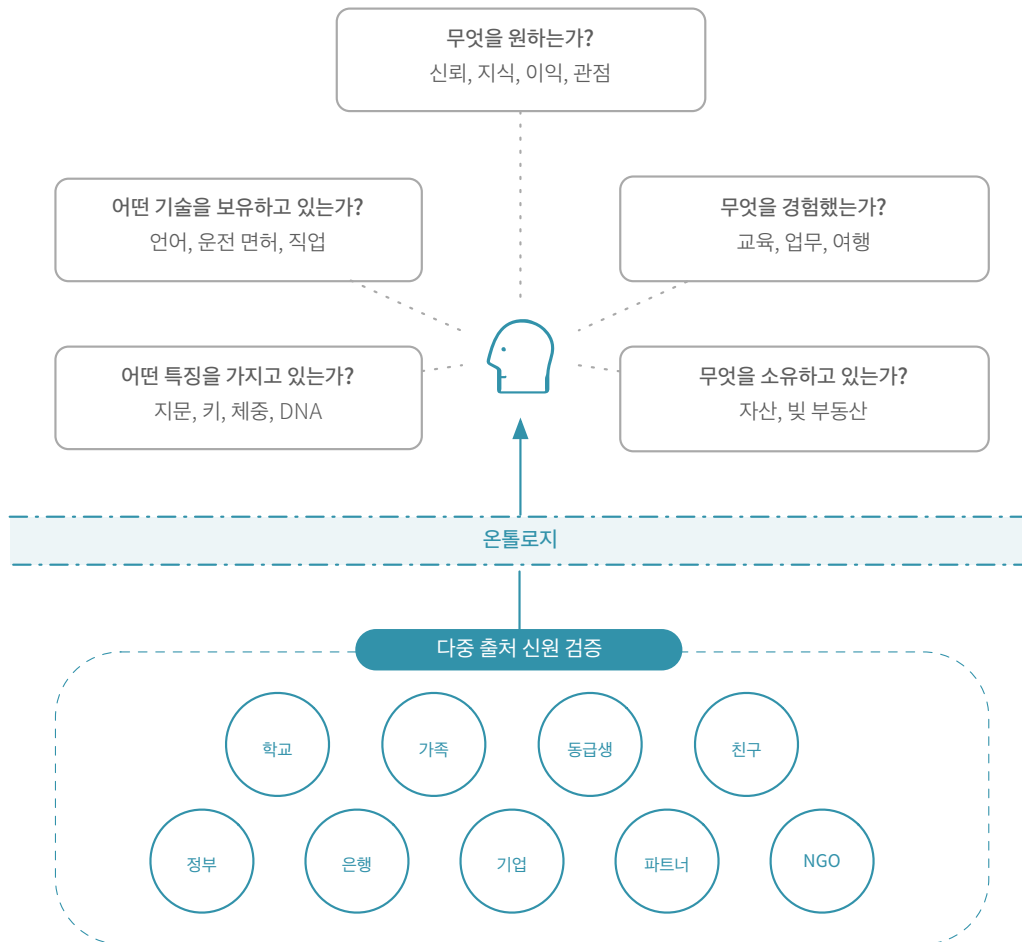 무엇을 원하는가?
신뢰, 지식, 이익, 관점
어떤 기술을 보유하고 있는가?
언어, 운전 면허, 직업
무엇을 경험했는가?
교육, 업무, 여행
어떤 특징을 가지고 있는가?
지문, 키, 체중, DNA
무엇을 소유하고 있는가?
자산, 빚 부동산
온톨로지
다중 출처 신원 검증
학교
가족
동급생
친구
정부
은행
기업
파트너
NGO